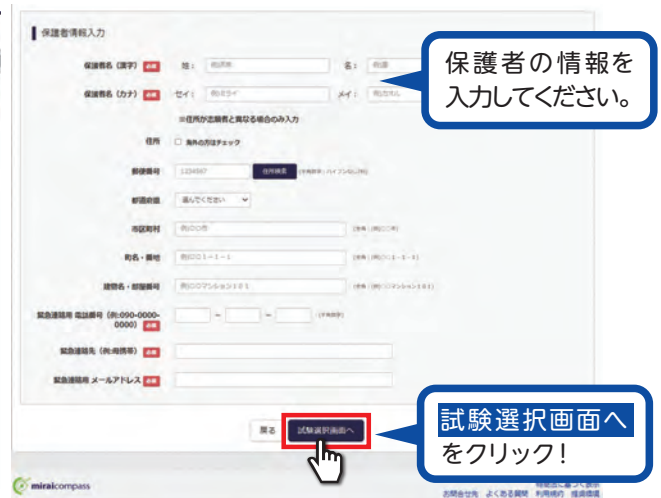 保護者情報入力
保護者名（漢字） 必須 姓： 名：
保護者の情報を
入力してください。
保護者名（カナ） 必須 セイ： メイ：
※住所が志願者と異なる場合のみ入力
住所 海外の方はチェック
郵便番号 1234567 住所検索
都道府県 選んでください
市区町村
町名・番地
建物名・部屋番号
緊急連絡用 電話番号（例:090-0000-
0000） 必須 - -
緊急連絡先（例:母携帯） 必須
緊急連絡用 メールアドレス 必須
戻る 試験選択画面へ
試験選択画面へ
をクリック！
miraicompass
お問合せ先 よくある質問 利用規約 推奨環境